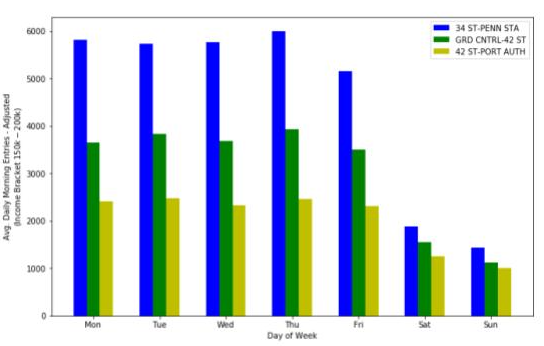 34 ST-PENN STA
GRD CNTRL-42 ST
42 ST-PORT AUTH
Avg. Daily Morning Entries - Adjusted
(Income Bracket 150k − 200k)
6000
5000
4000
3000
2000
1000
0
Mon Tue Wed Thu Fri Sat Sun
Day of Week